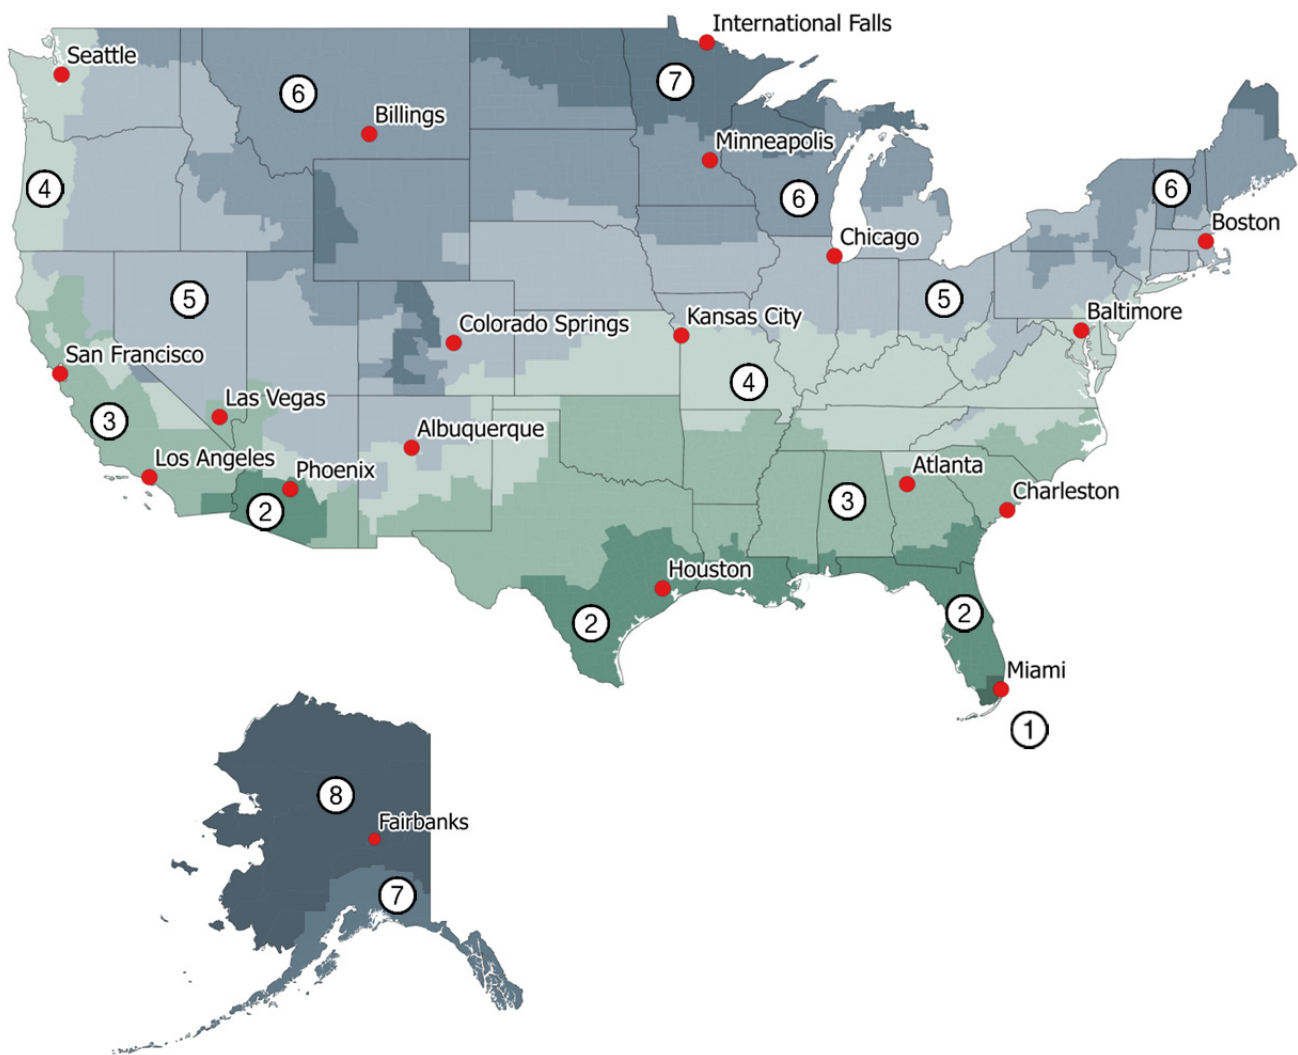 International Falls
Seattle
7
6
Billings
Minneapolis
4
6
6
Boston
Chicago
5
5
Baltimore
Colorado Springs
Kansas City
San Francisco
4
Las Vegas
3
Albuquerque
Los Angeles
Phoenix
Atlanta
2
3
Charleston
Houston
2
2
Miami
1
8
Fairbanks
7